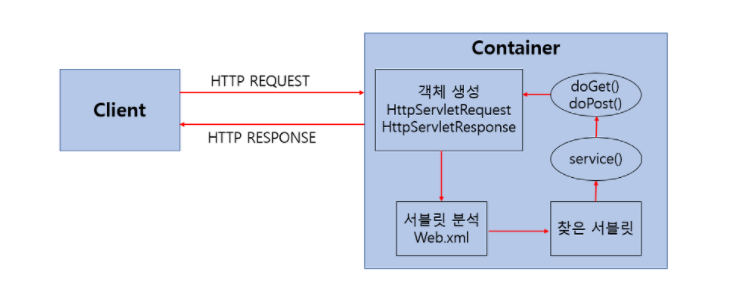 Container
Client
HTTP REQUEST
HTTP RESPONSE
객체 생성
HttpServletRequest
HttpServletResponse
doGet()
doPost()
service()
서블릿 분석
Web.xml
찾은 서블릿